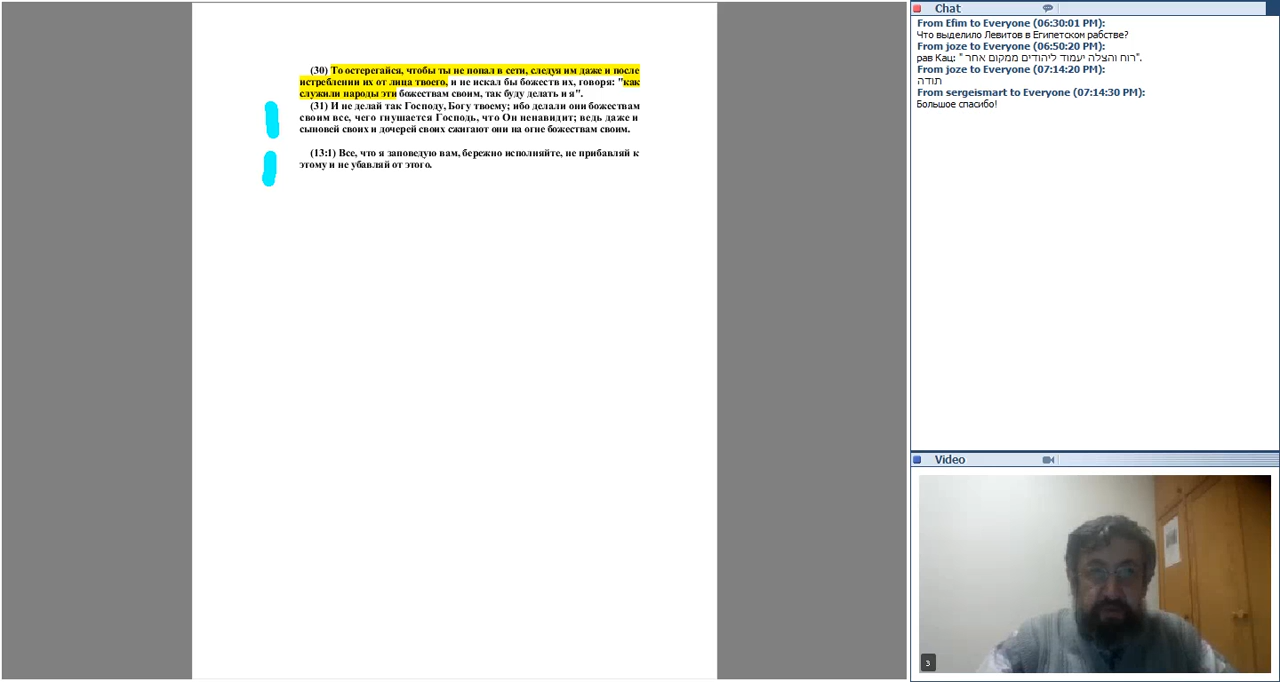 (30) То остерегайся, чтобы ты не попал в сети, следуя им даже и после
истреблении их от лица твоего, и не искал бы божеств их, говоря: "как
служили народы эти божествам своим, так буду делать и я".
(31) И не делай так Господу, Богу твоему; ибо делали они божествам
своим все, чего гнушается Господь, что Он ненавидит; ведь даже и
сыновей своих и дочерей своих сжигают они на огне божествам своим.
(13:1) Все, что я заповедую вам, бережно исполняйте, не прибавляй к
этому и не убавляй от этого.
Chat
From Efim to Everyone (06:30:01 PM):
Что выделило Левитов в Египетском рабстве?
From joze to Everyone (06:50:20 PM):
рав Кац: " רוח והצלה יעמוד ליהודים ממקום אחר".
From joze to Everyone (07:14:20 PM):
תודה
From sergeismart to Everyone (07:14:30 PM):
Большое спасибо!
Video
3